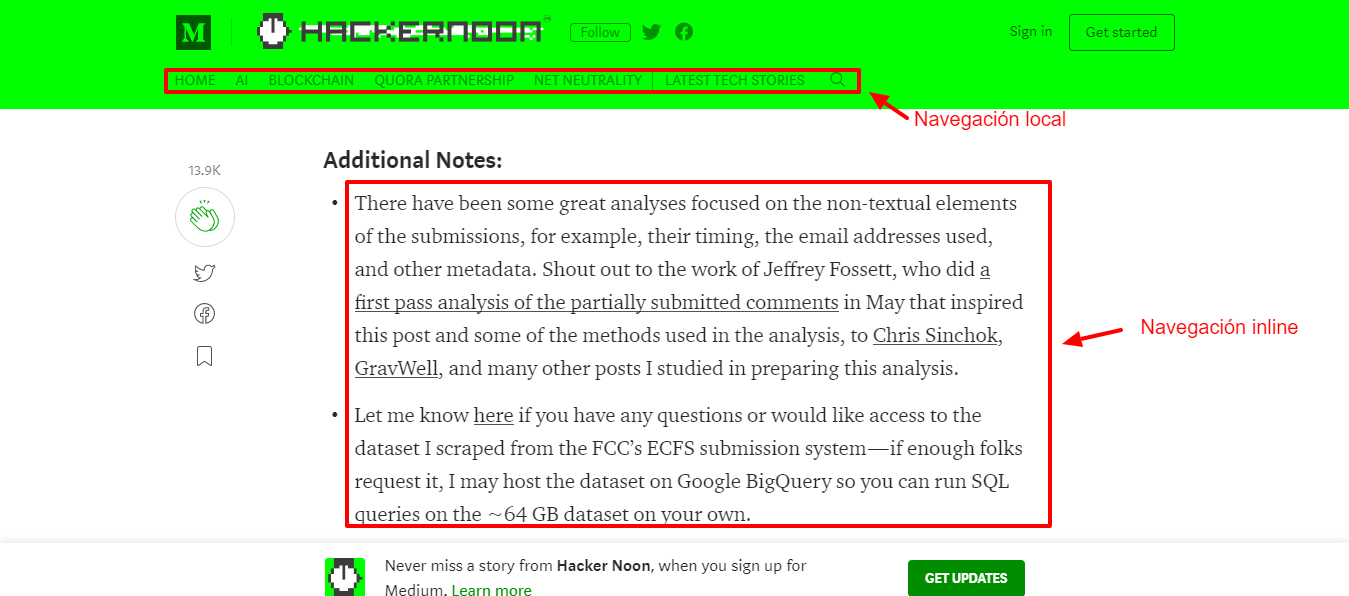 M HACKERNOON Follow Sign in Get started
HOME AI BLOCKCHAIN QUORA PARTNERSHIP NET NEUTRALITY LATEST TECH STORIES
Navegación local
Additional Notes:
13.9K
• There have been some great analyses focused on the non-textual elements
of the submissions, for example, their timing, the email addresses used,
and other metadata. Shout out to the work of Jeffrey Fossett, who did a
first pass analysis of the partially submitted comments in May that inspired
this post and some of the methods used in the analysis, to Chris Sinchok,
GravWell, and many other posts I studied in preparing this analysis.
Navegación inline
• Let me know here if you have any questions or would like access to the
dataset I scraped from the FCC’s ECFS submission system—if enough folks
request it, I may host the dataset on Google BigQuery so you can run SQL
queries on the ~64 GB dataset on your own.
Never miss a story from Hacker Noon, when you sign up for
Medium. Learn more
GET UPDATES